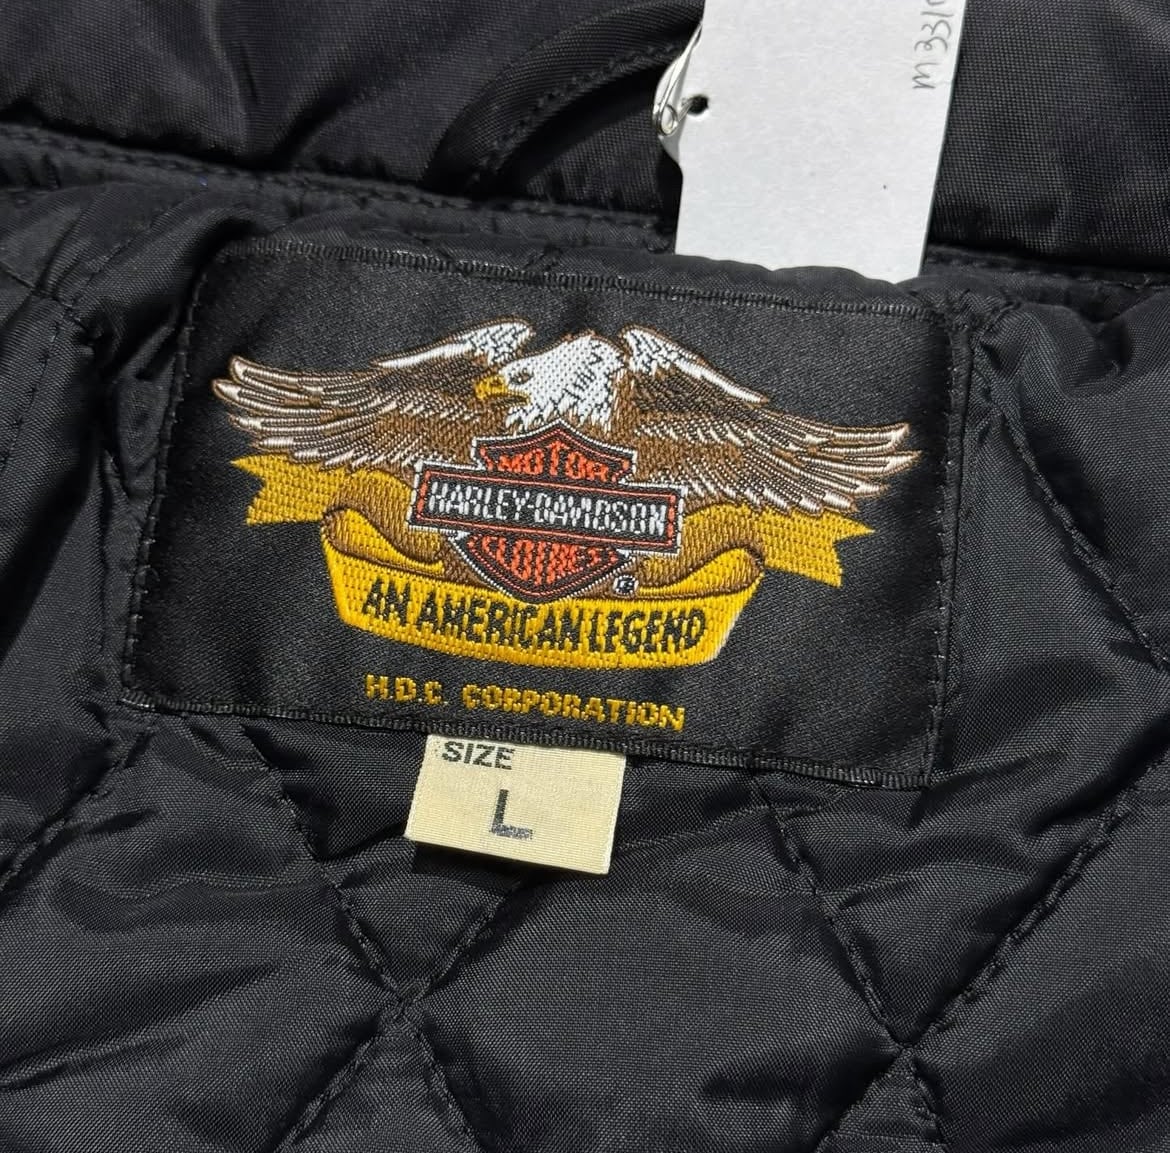 MOTOR
HARLEY-DAVIDSON
CLOTHES
®
AN AMERICAN LEGEND
H.D.C. CORPORATION
SIZE
L